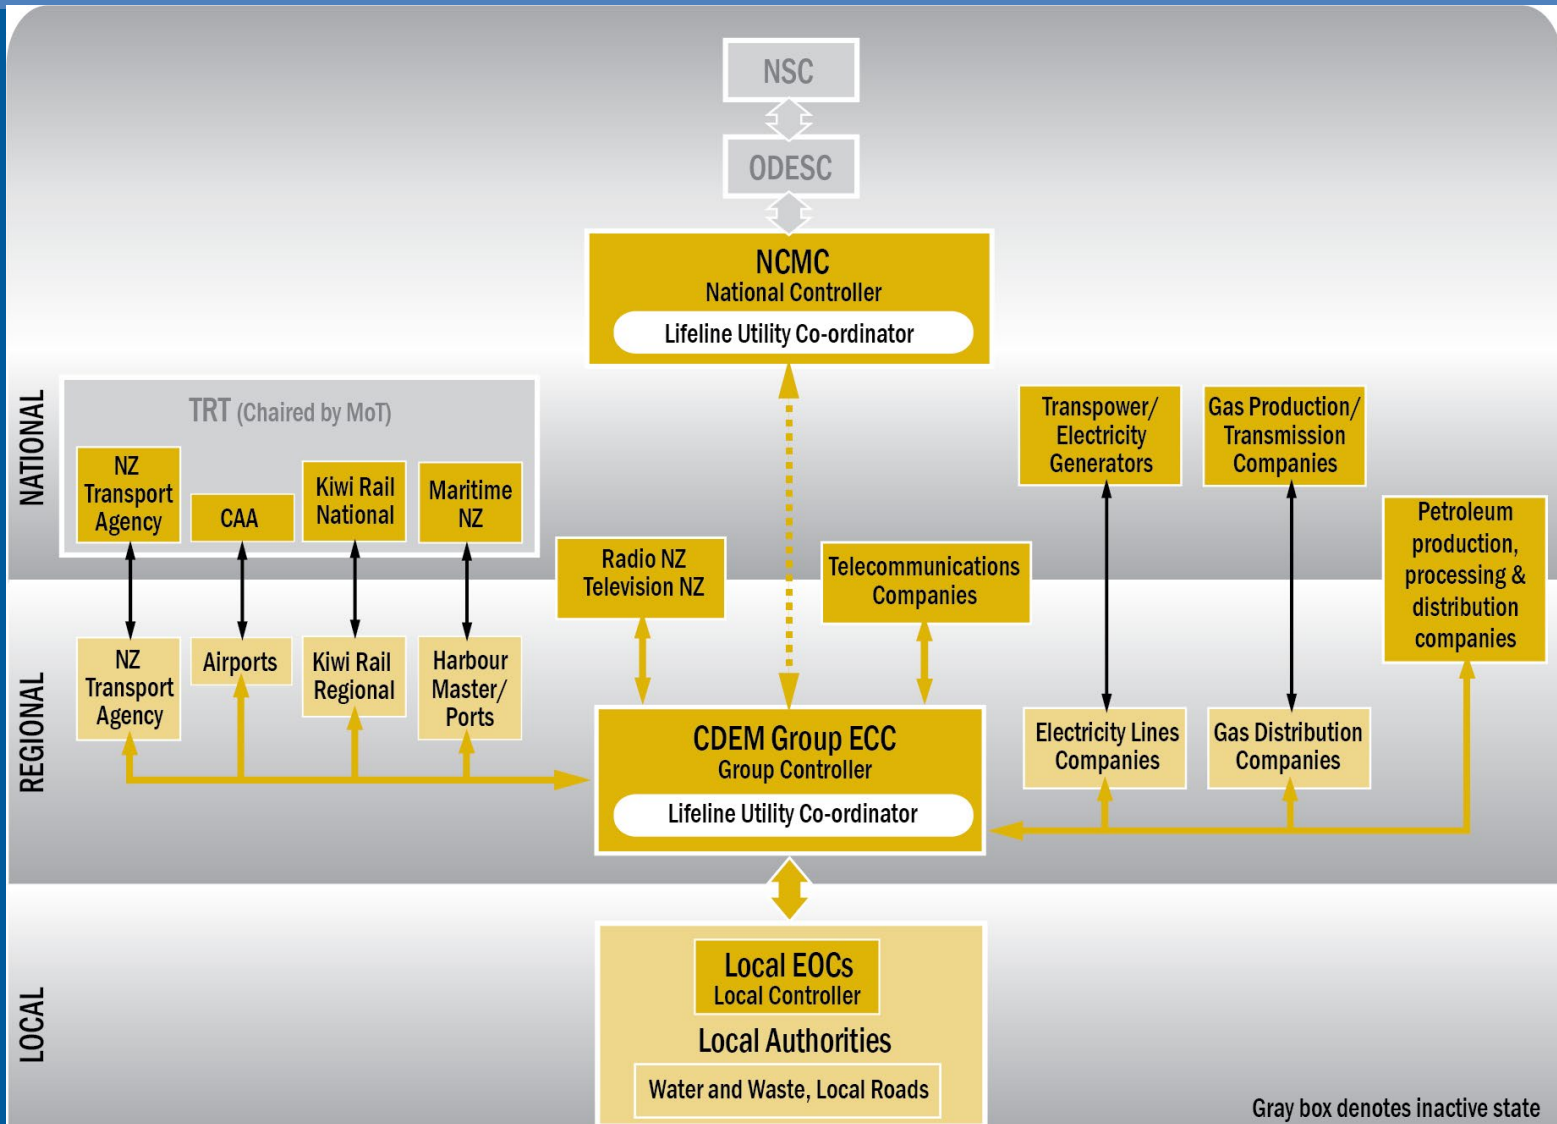 NSC
ODESC
NCMC
National Controller
Lifeline Utility Co-ordinator
NATIONAL
TRT (Chaired by MoT)
NZ
Transport
Agency
CAA
Kiwi Rail
National
Maritime
NZ
Radio NZ
Television NZ
Telecommunications
Companies
Transpower/
Electricity
Generators
Gas Production/
Transmission
Companies
Petroleum
production,
processing &
distribution
companies
REGIONAL
NZ
Transport
Agency
Airports
Kiwi Rail
Regional
Harbour
Master/
Ports
CDEM Group ECC
Group Controller
Lifeline Utility Co-ordinator
Electricity Lines
Companies
Gas Distribution
Companies
LOCAL
Local EOCs
Local Controller
Local Authorities
Water and Waste, Local Roads
Gray box denotes inactive state